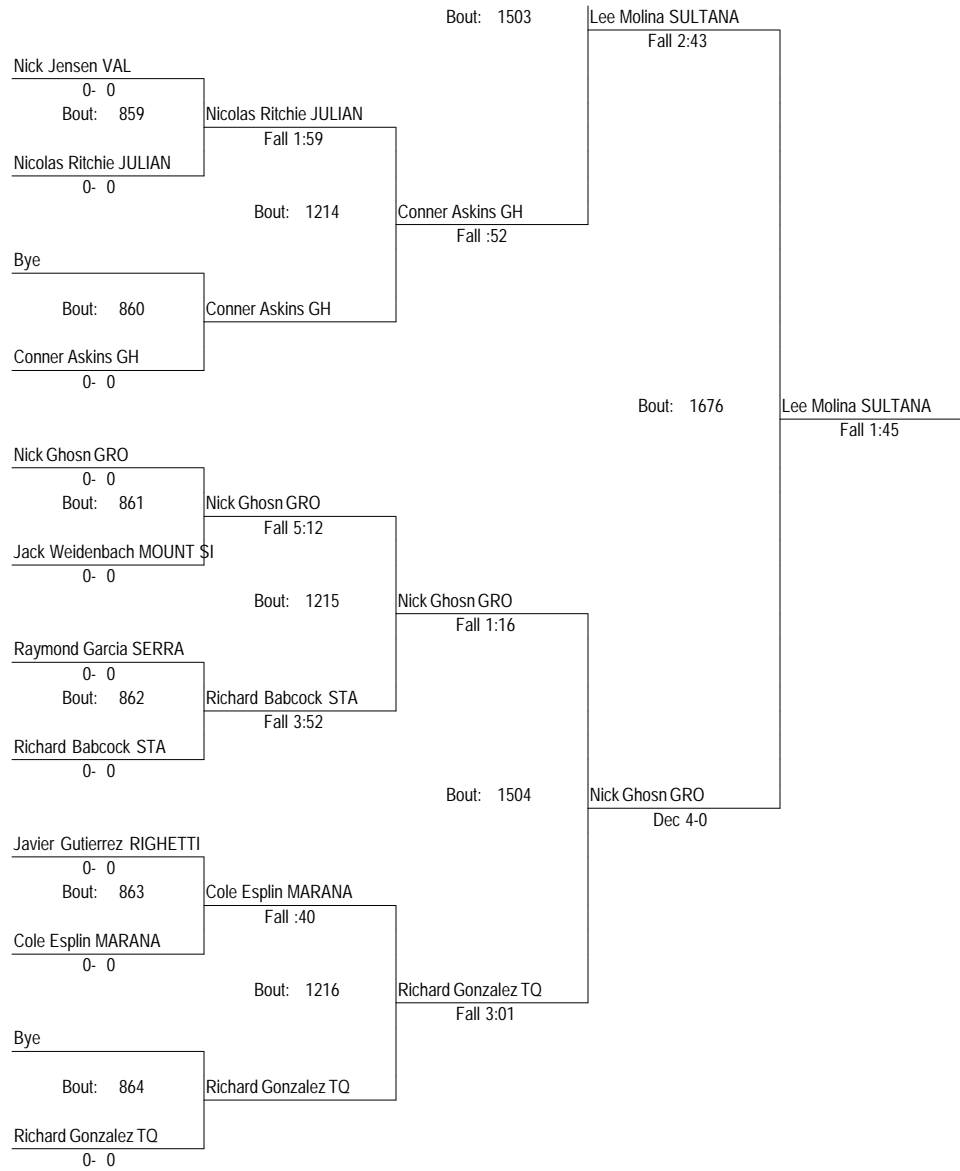 Bout: 1503 Lee Molina SULTANA
Fall 2:43
Nick Jensen VAL
0- 0
Bout: 859 Nicolas Ritchie JULIAN
Fall 1:59
Nicolas Ritchie JULIAN
0- 0
Bout: 1214 Conner Askins GH
Fall :52
Bye
Bout: 860 Conner Askins GH
Conner Askins GH
0- 0
Bout: 1676 Lee Molina SULTANA
Fall 1:45
Nick Ghosn GRO
0- 0
Bout: 861 Nick Ghosn GRO
Fall 5:12
Jack Weidenbach MOUNT SI
0- 0
Bout: 1215 Nick Ghosn GRO
Fall 1:16
Raymond Garcia SERRA
0- 0
Bout: 862 Richard Babcock STA
Fall 3:52
Richard Babcock STA
0- 0
Bout: 1504 Nick Ghosn GRO
Dec 4-0
Javier Gutierrez RIGHETTI
0- 0
Bout: 863 Cole Esplin MARANA
Fall :40
Cole Esplin MARANA
0- 0
Bout: 1216 Richard Gonzalez TQ
Fall 3:01
Bye
Bout: 864 Richard Gonzalez TQ
Richard Gonzalez TQ
0- 0